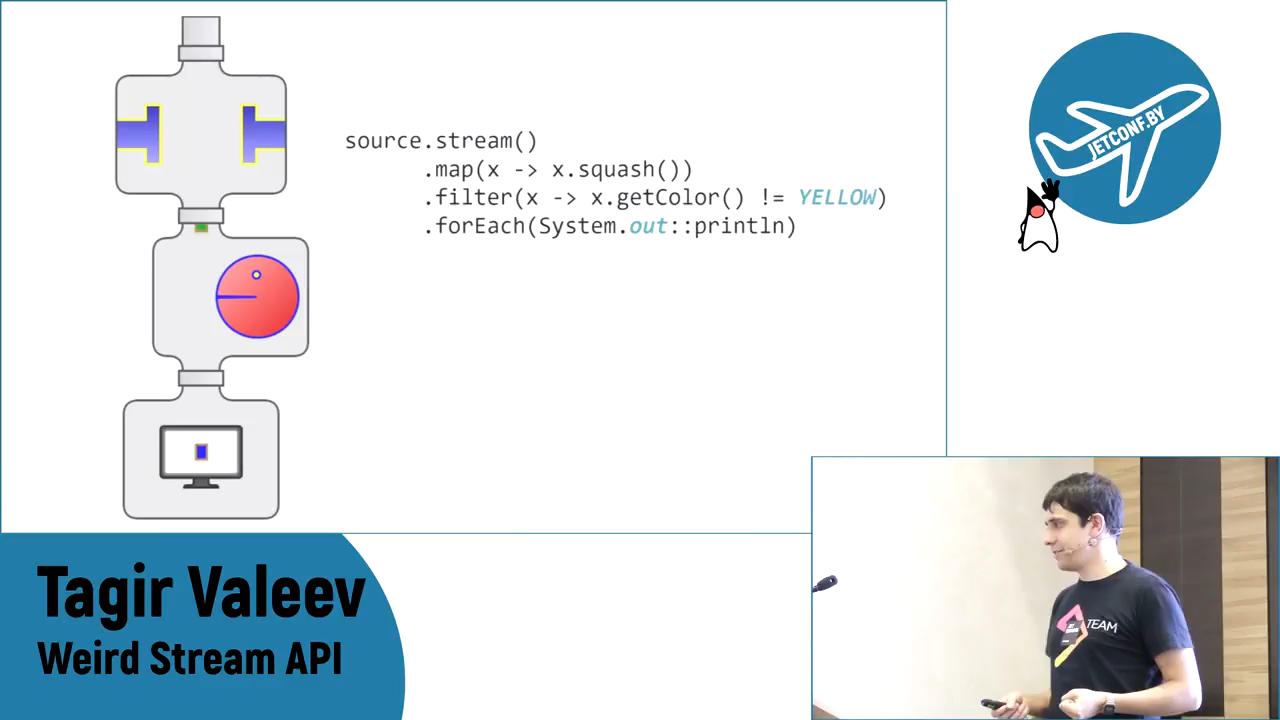 source.stream()
.map(x -> x.squash())
.filter(x -> x.getColor() != YELLOW)
.forEach(System.out::println)
JETCONF.BY
Tagir Valeev
Weird Stream API
TEAM